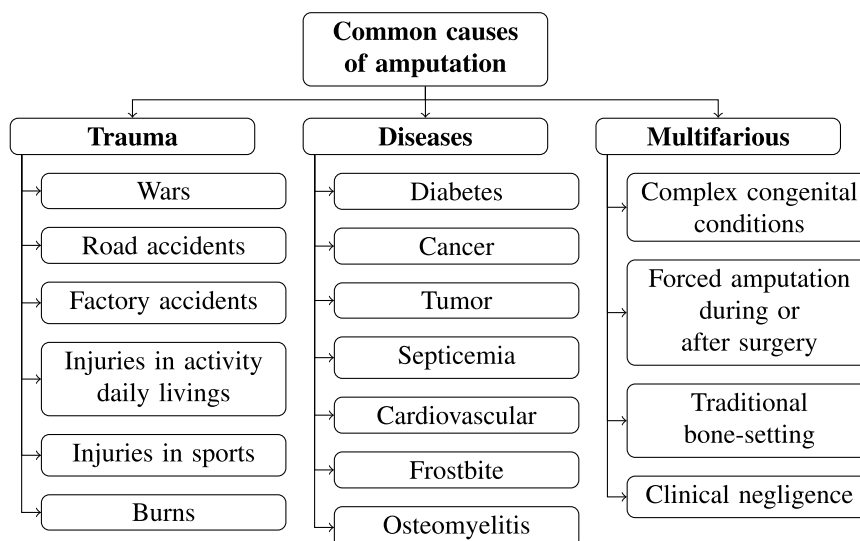 Common causes
of amputation
Trauma
Wars
Road accidents
Factory accidents
Injuries in activity
daily livings
Injuries in sports
Burns
Diseases
Diabetes
Cancer
Tumor
Septicemia
Cardiovascular
Frostbite
Osteomyelitis
Multifarious
Complex congenital
conditions
Forced amputation
during or
after surgery
Traditional
bone-setting
Clinical negligence